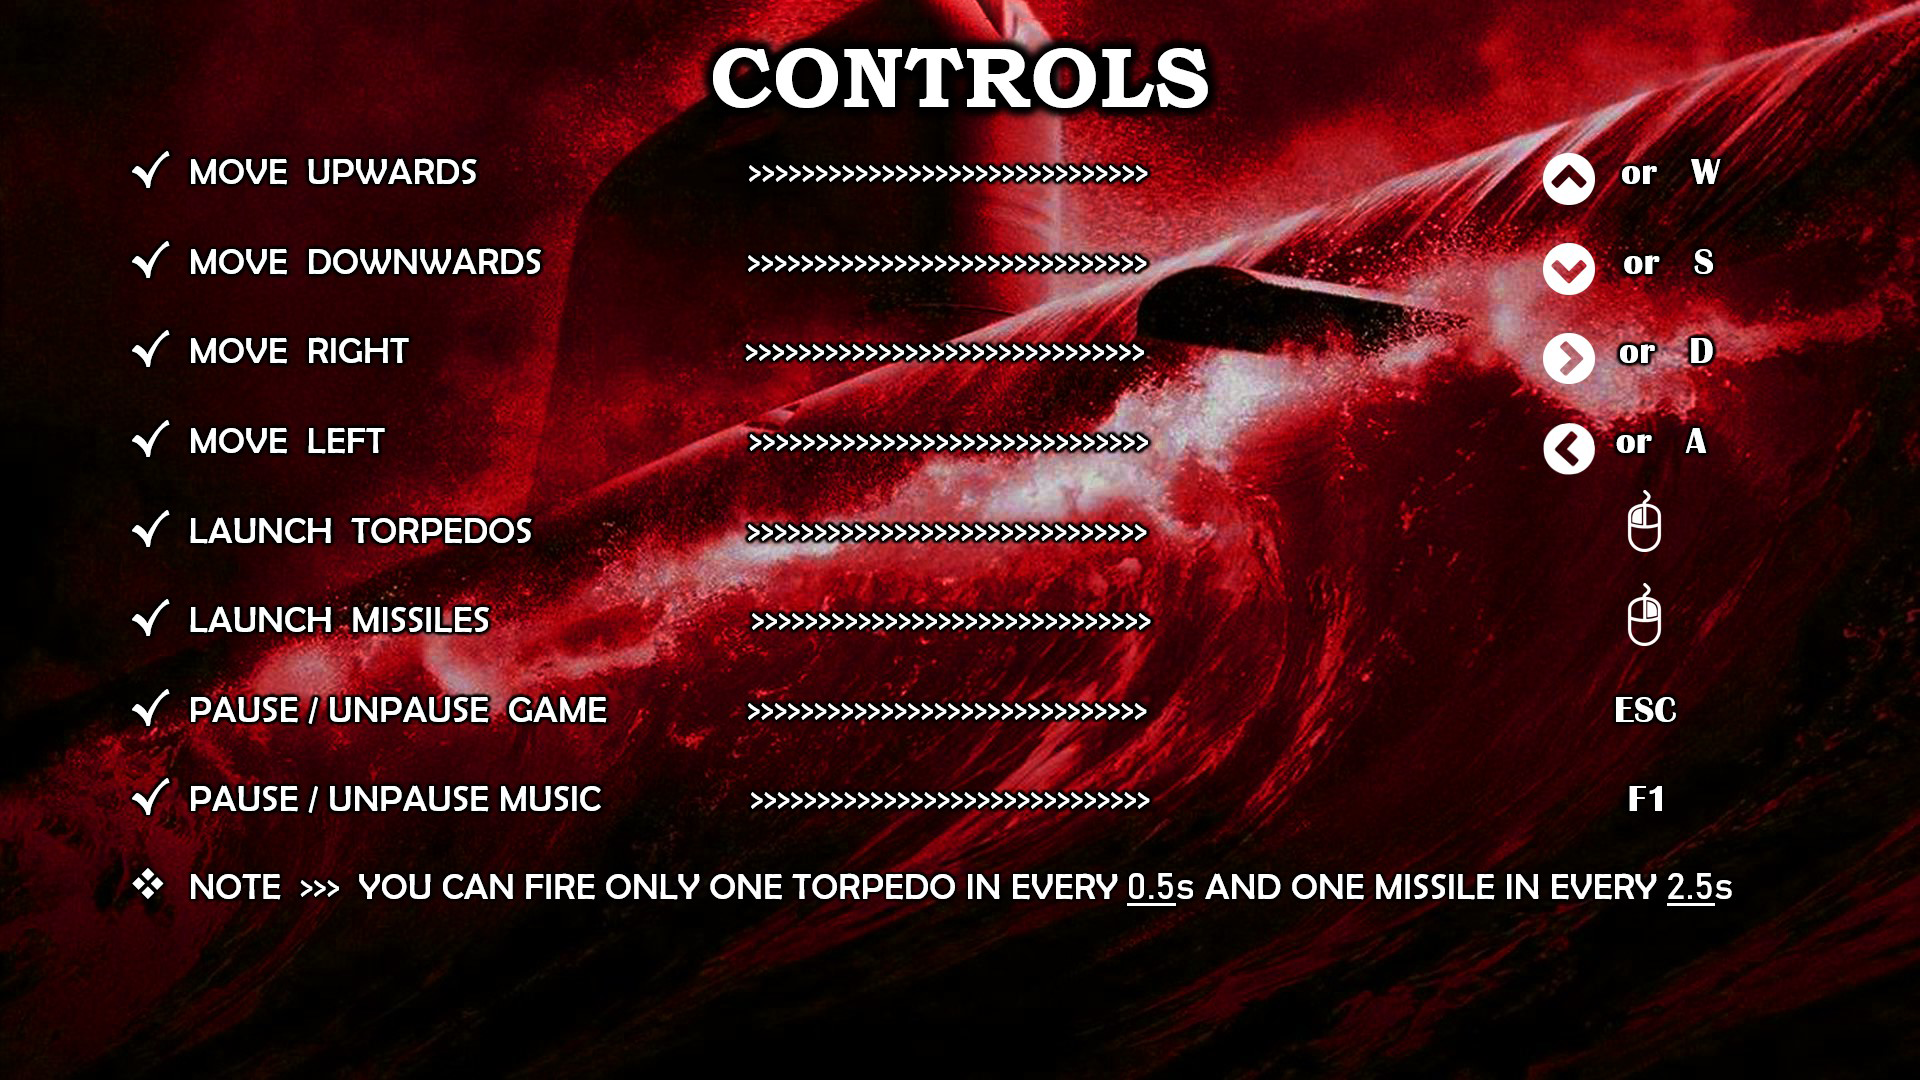 CONTROLS
✓ MOVE UPWARDS >>>>>>>>>>>>>>>>>>>>>>>>>>>>>> or W
✓ MOVE DOWNWARDS >>>>>>>>>>>>>>>>>>>>>>>>>>>>>> or S
✓ MOVE RIGHT >>>>>>>>>>>>>>>>>>>>>>>>>>>>>> or D
✓ MOVE LEFT >>>>>>>>>>>>>>>>>>>>>>>>>>>>>> or A
✓ LAUNCH TORPEDOS >>>>>>>>>>>>>>>>>>>>>>>>>>>>>>
✓ LAUNCH MISSILES >>>>>>>>>>>>>>>>>>>>>>>>>>>>>>
✓ PAUSE / UNPAUSE GAME >>>>>>>>>>>>>>>>>>>>>>>>>>>>>> ESC
✓ PAUSE / UNPAUSE MUSIC >>>>>>>>>>>>>>>>>>>>>>>>>>>>>> F1
❖ NOTE >>> YOU CAN FIRE ONLY ONE TORPEDO IN EVERY 0.5s AND ONE MISSILE IN EVERY 2.5s